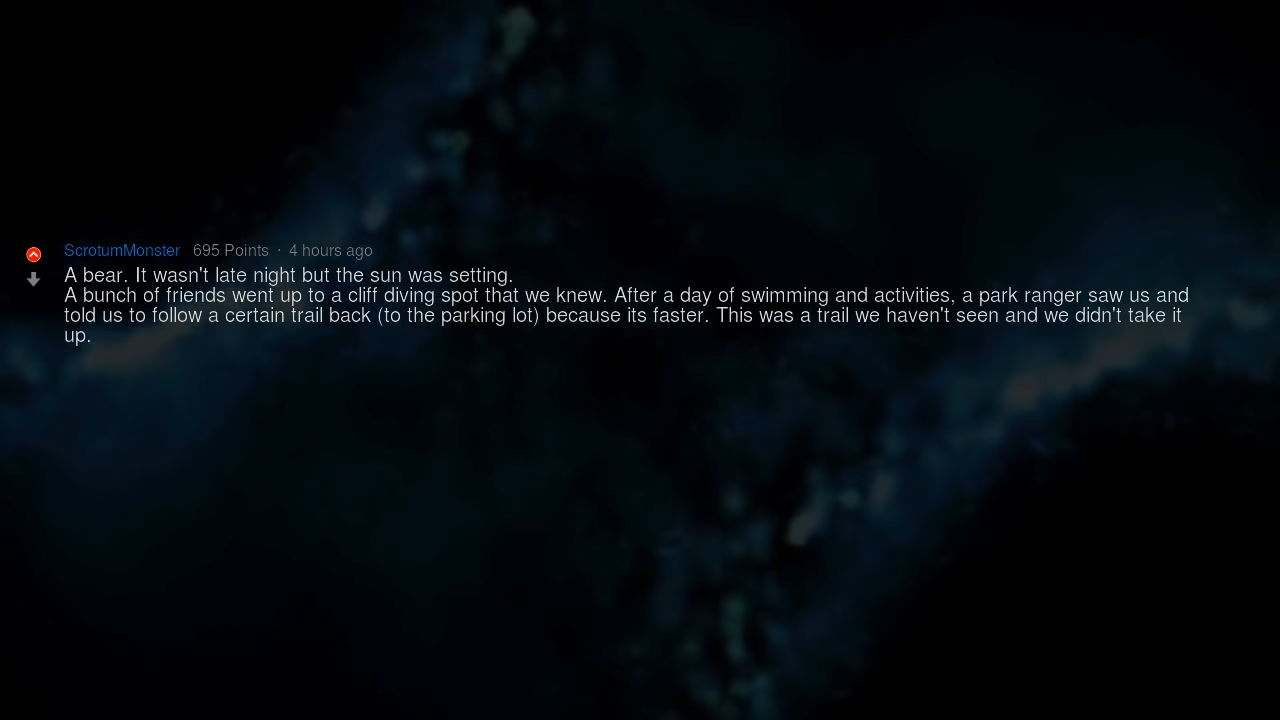 ScrotumMonster 695 Points · 4 hours ago
A bear. It wasn't late night but the sun was setting.
A bunch of friends went up to a cliff diving spot that we knew. After a day of swimming and activities, a park ranger saw us and
told us to follow a certain trail back (to the parking lot) because its faster. This was a trail we haven't seen and we didn't take it
up.